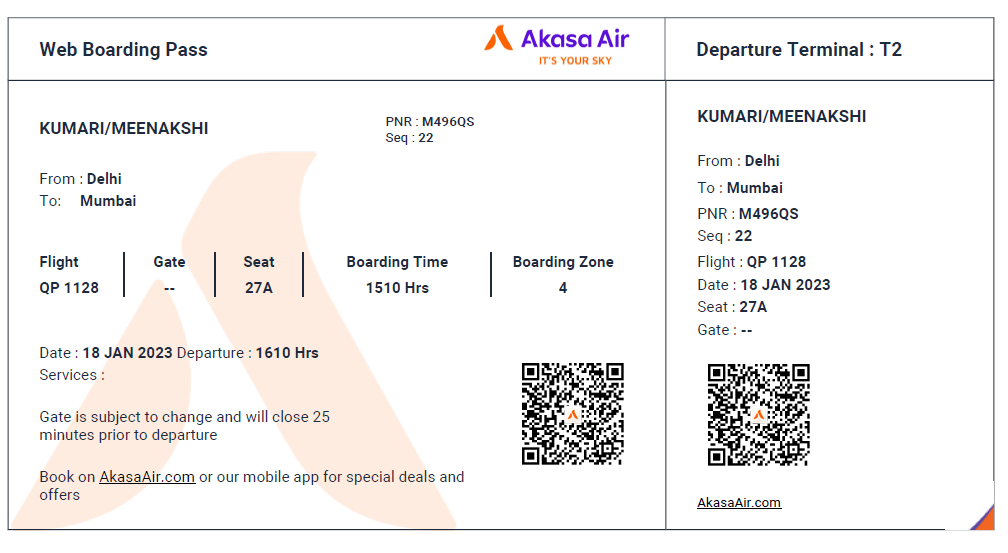 Web Boarding Pass
Akasa Air
IT'S YOUR SKY
KUMARI/MEENAKSHI
PNR : M496QS
Seq : 22
From : Delhi
To: Mumbai
Flight Gate Seat Boarding Time Boarding Zone
QP 1128 -- 27A 1510 Hrs 4
Date : 18 JAN 2023 Departure : 1610 Hrs
Services :
Gate is subject to change and will close 25
minutes prior to departure
Book on AkasaAir.com or our mobile app for special deals and
offers
Departure Terminal : T2
KUMARI/MEENAKSHI
From : Delhi
To : Mumbai
PNR : M496QS
Seq : 22
Flight : QP 1128
Date : 18 JAN 2023
Seat : 27A
Gate : --
AkasaAir.com